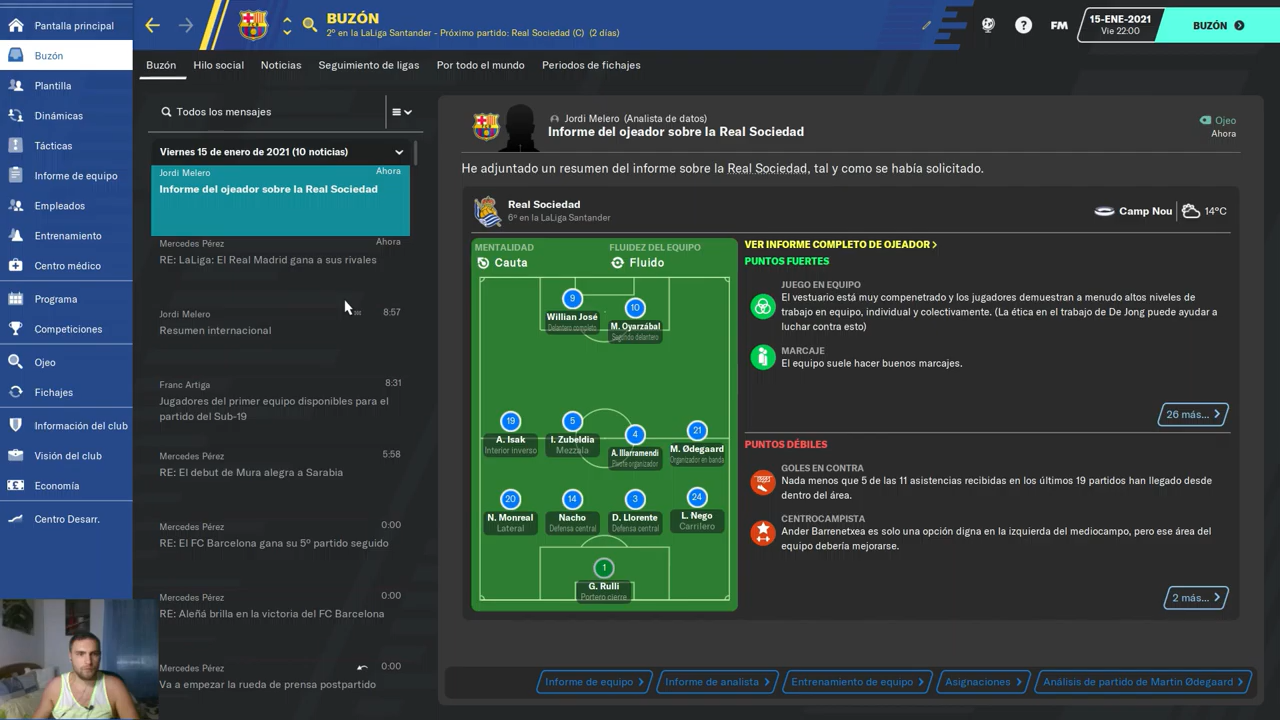 Pantalla principal
Buzón
Plantilla
Dinámicas
Tácticas
Informe de equipo
Empleados
Entrenamiento
Centro médico
Programa
Competiciones
Ojeo
Fichajes
Información del club
Visión del club
Economía
Centro Desarr.
BUZÓN
2º en la LaLiga Santander - Próximo partido: Real Sociedad (C) (2 días)
FM
15-ENE-2021
Vie 22:00
BUZÓN
Buzón
Hilo social
Noticias
Seguimiento de ligas
Por todo el mundo
Periodos de fichajes
Todos los mensajes
Viernes 15 de enero de 2021 (10 noticias)
Jordi Melero Ahora
Informe del ojeador sobre la Real Sociedad
Mercedes Pérez Ahora
RE: LaLiga: El Real Madrid gana a sus rivales
Jordi Melero 8:57
Resumen internacional
Franc Artiga 8:31
Jugadores del primer equipo disponibles para el
partido del Sub-19
Mercedes Pérez 5:58
RE: El debut de Mura alegra a Sarabia
Mercedes Pérez 0:00
RE: El FC Barcelona gana su 5º partido seguido
Mercedes Pérez 0:00
RE: Aleñá brilla en la victoria del FC Barcelona
Mercedes Pérez 0:00
Va a empezar la rueda de prensa postpartido
Jordi Melero (Analista de datos)
Informe del ojeador sobre la Real Sociedad
Ojeo
Ahora
He adjuntado un resumen del informe sobre la Real Sociedad, tal y como se había solicitado.
Real Sociedad
6º en la LaLiga Santander
Camp Nou
14°C
MENTALIDAD
Cauta
FLUIDEZ DEL EQUIPO
Fluido
9
Willian José
Delantero completo
10
M. Oyarzábal
Segundo delantero
19
A. Isak
Interior inverso
5
I. Zubeldia
Mezzala
4
A. Illarramendi
Pivote organizador
21
M. Ødegaard
Organizador en banda
20
N. Monreal
Lateral
14
Nacho
Defensa central
3
D. Llorente
Defensa central
24
L. Nego
Carrilero
1
G. Rulli
Portero cierre
VER INFORME COMPLETO DE OJEADOR >
PUNTOS FUERTES
JUEGO EN EQUIPO
El vestuario está muy compenetrado y los jugadores demuestran a menudo altos niveles de
trabajo en equipo, individual y colectivamente. (La ética en el trabajo de De Jong puede ayudar a
luchar contra esto)
MARCAJE
El equipo suele hacer buenos marcajes.
26 más... >
PUNTOS DÉBILES
GOLES EN CONTRA
Nada menos que 5 de las 11 asistencias recibidas en los últimos 19 partidos han llegado desde
dentro del área.
CENTROCAMPISTA
Ander Barrenetxea es solo una opción digna en la izquierda del mediocampo, pero ese área del
equipo debería mejorarse.
2 más... >
Informe de equipo >
Informe de analista >
Entrenamiento de equipo >
Asignaciones >
Análisis de partido de Martin Ødegaard >